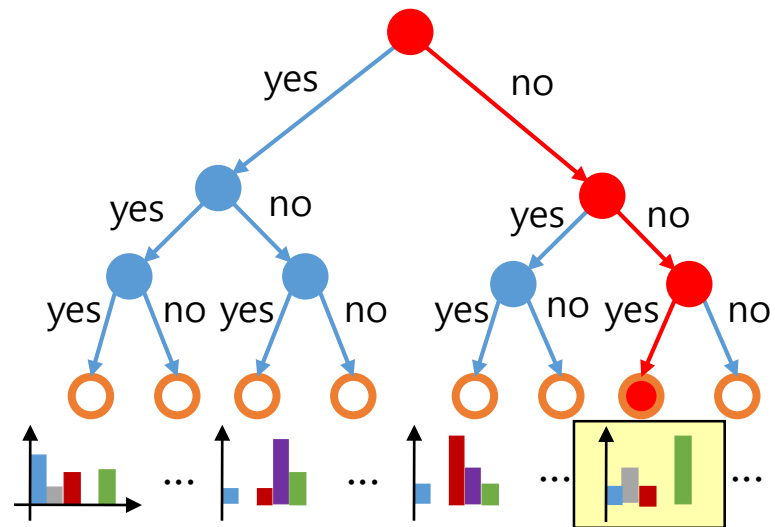 yes no
yes no yes no
yes no yes no yes no yes no
... ... ... ...